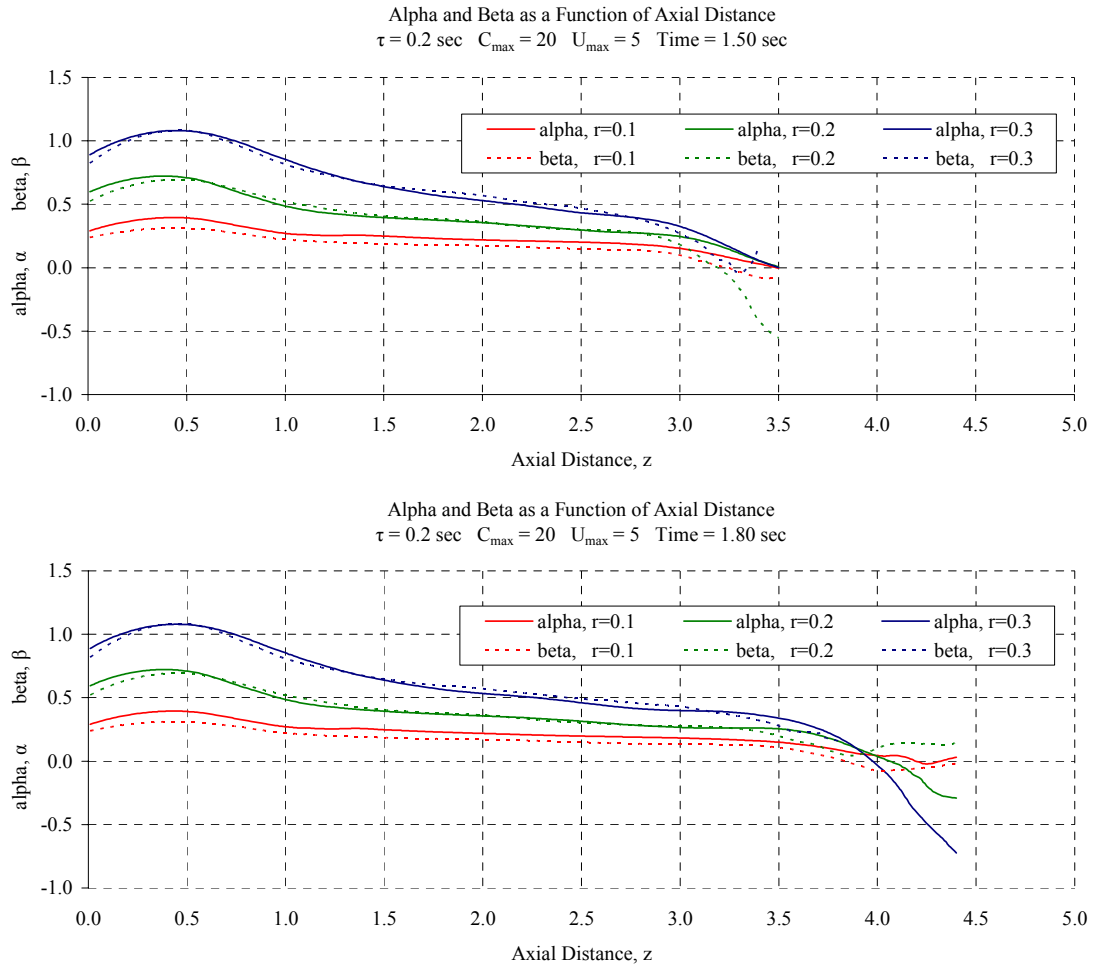 Alpha and Beta as a Function of Axial Distance
τ = 0.2 sec C_max = 20 U_max = 5 Time = 1.50 sec
1.5
1.0
0.5
0.0
-0.5
-1.0
alpha, α beta, β
alpha, r=0.1 alpha, r=0.2 alpha, r=0.3
beta, r=0.1 beta, r=0.2 beta, r=0.3
0.0 0.5 1.0 1.5 2.0 2.5 3.0 3.5 4.0 4.5 5.0
Axial Distance, z
Alpha and Beta as a Function of Axial Distance
τ = 0.2 sec C_max = 20 U_max = 5 Time = 1.80 sec
1.5
1.0
0.5
0.0
-0.5
-1.0
alpha, α beta, β
alpha, r=0.1 alpha, r=0.2 alpha, r=0.3
beta, r=0.1 beta, r=0.2 beta, r=0.3
0.0 0.5 1.0 1.5 2.0 2.5 3.0 3.5 4.0 4.5 5.0
Axial Distance, z